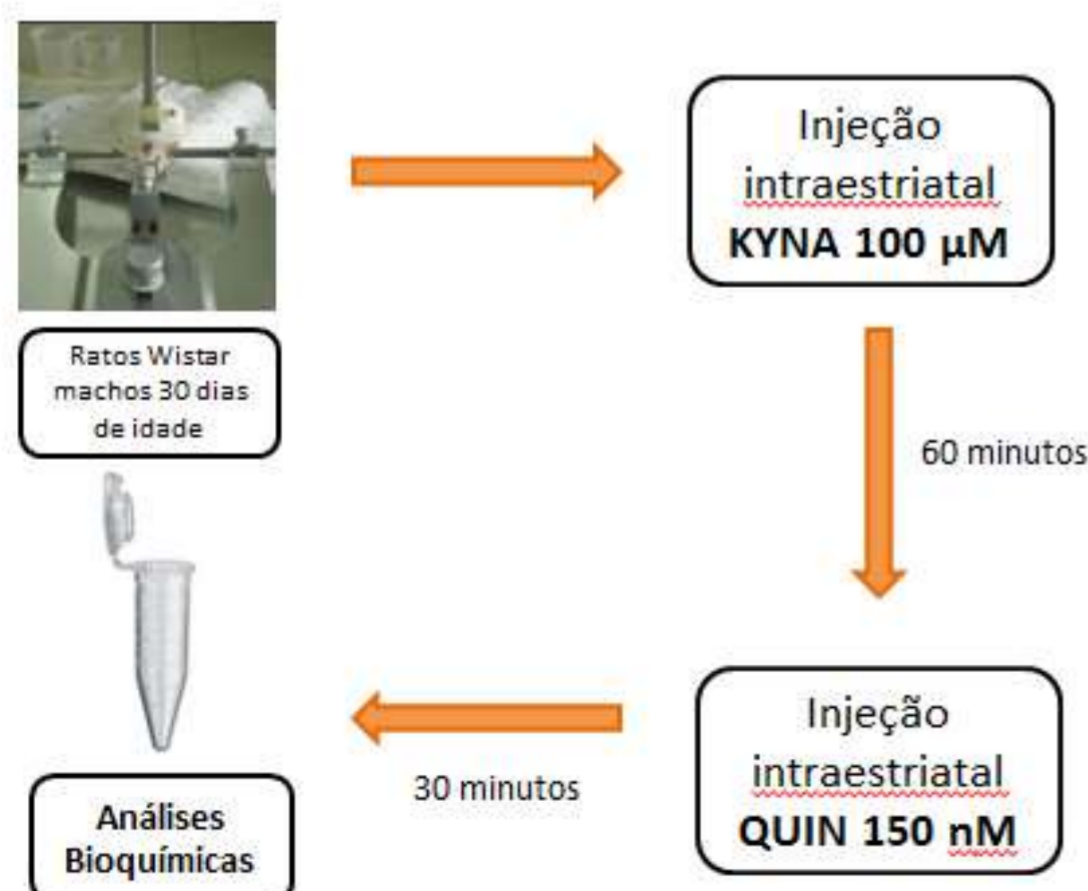 Ratos Wistar
machos 30 dias
de idade
Injeção
intraestriatal
KYNA 100 µM
60 minutos
Injeção
intraestriatal
QUIN 150 nM
30 minutos
Análises
Bioquímicas